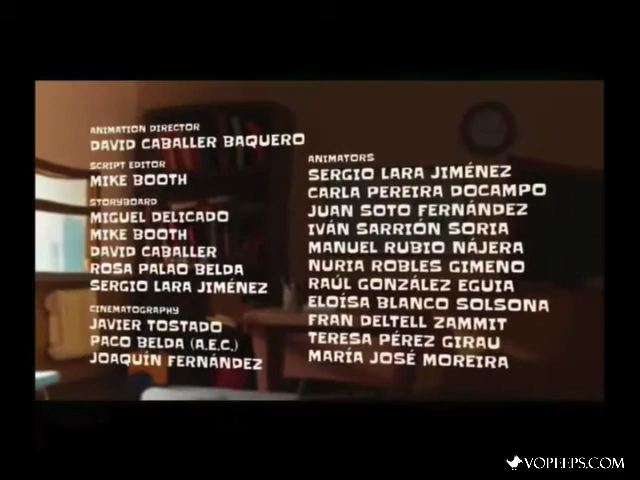 ANIMATION DIRECTOR
DAVID CABALLER BAQUERO
SCRIPT EDITOR
MIKE BOOTH
STORYBOARD
MIGUEL DELICADO
MIKE BOOTH
DAVID CABALLER
ROSA PALAO BELDA
SERGIO LARA JIMÉNEZ
CINEMATOGRAPHY
JAVIER TOSTADO
PACO BELDA (A.E.C.)
JOAQUÍN FERNÁNDEZ
ANIMATORS
SERGIO LARA JIMÉNEZ
CARLA PEREIRA DOCAMPO
JUAN SOTO FERNÁNDEZ
IVÁN SARRIÓN SORIA
MANUEL RUBIO NÁJERA
NURIA ROBLES GIMENO
RAÚL GONZÁLEZ EGUIA
ELOÍSA BLANCO SOLSONA
FRAN DELTELL ZAMMIT
TERESA PÉREZ GIRAU
MARÍA JOSÉ MOREIRA
VOPEEPS.COM